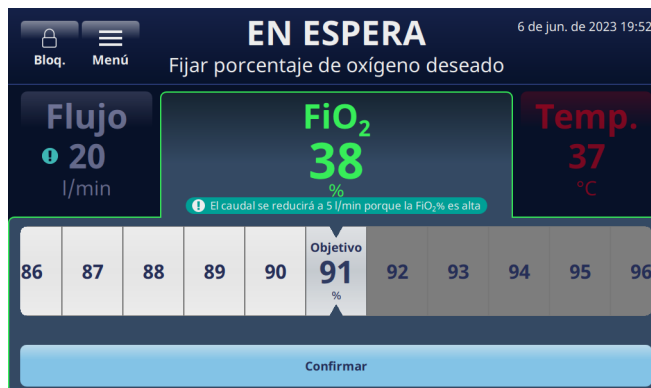 EN ESPERA
6 de jun. de 2023 19:52
Bloq.
Menú
Fijar porcentaje de oxígeno deseado
Flujo
20
l/min
FiO₂
38
%
El caudal se reducirá a 5 l/min porque la FiO₂% es alta
Temp.
37
°C
Objetivo
86 87 88 89 90 91 92 93 94 95 96
%
Confirmar